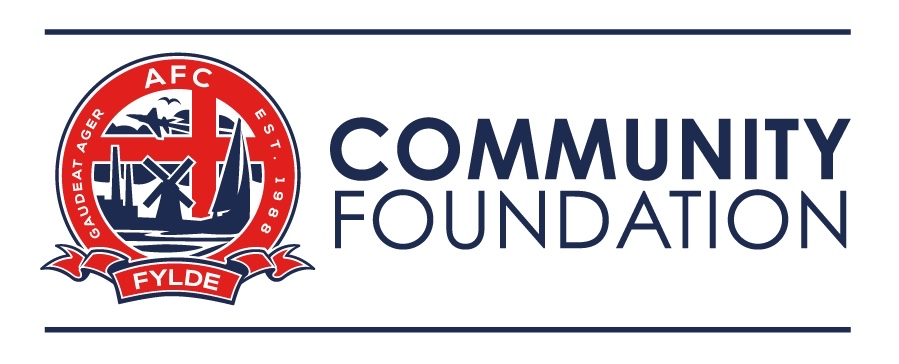 AFC
GAUDEAT AGER
EST. 1988
FYLDE
COMMUNITY
FOUNDATION